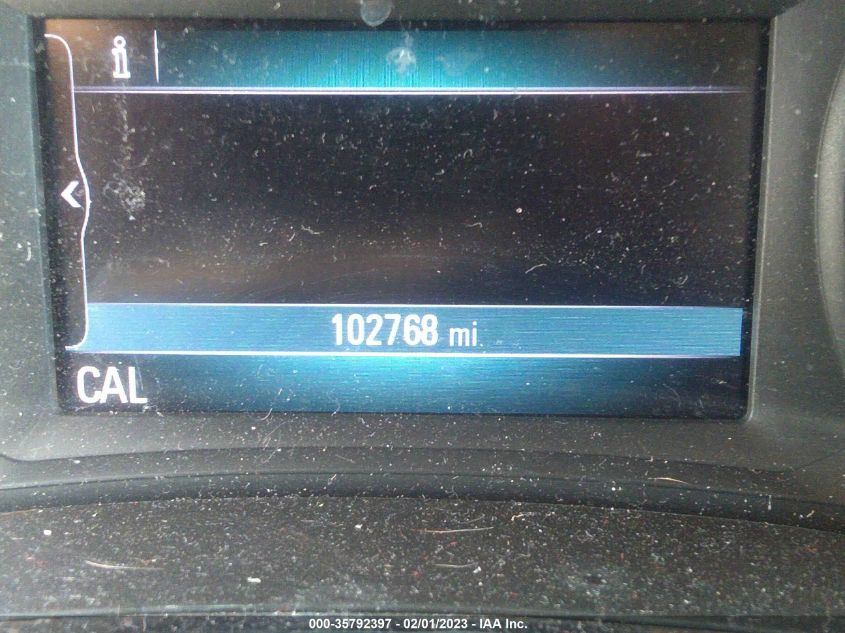 i
102768 mi
CAL
000-35792397 - 02/01/2023 - IAA Inc.